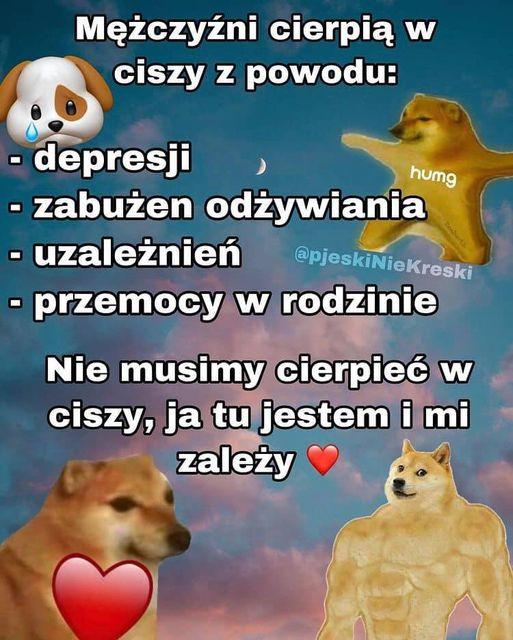 Mężczyźni cierpią w
ciszy z powodu:
- depresji
humg
- zabużen odżywiania
- uzależnień
@pjeskiNieKreski
- przemocy w rodzinie
Nie musimy cierpieć w
ciszy, ja tu jestem i mi
zależy ❤️